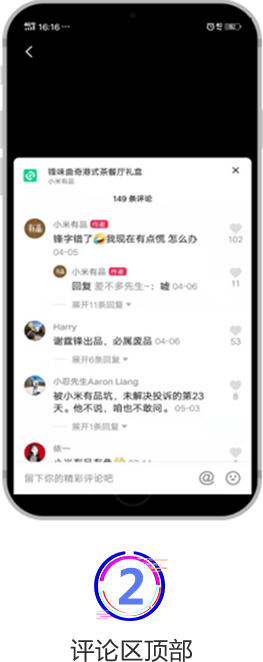 16:16
锋味曲奇港式茶餐厅礼盒
小米有品
149 条评论
有品 小米有品 作者
锋字错了🤣我现在有点慌 怎么办
04-05
102
小米有品 作者
回复 差不多先生~：嘘 04-06
11
展开11条回复
Harry
谢霆锋出品，必属废品 04-06
53
展开6条回复
小忍先生Aaron Liang
被小米有品坑，未解决投诉的第23
天。他不说，咱也不敢问。 05-03
8
展开1条回复
依一
留下你的精彩评论吧 @
2
评论区顶部